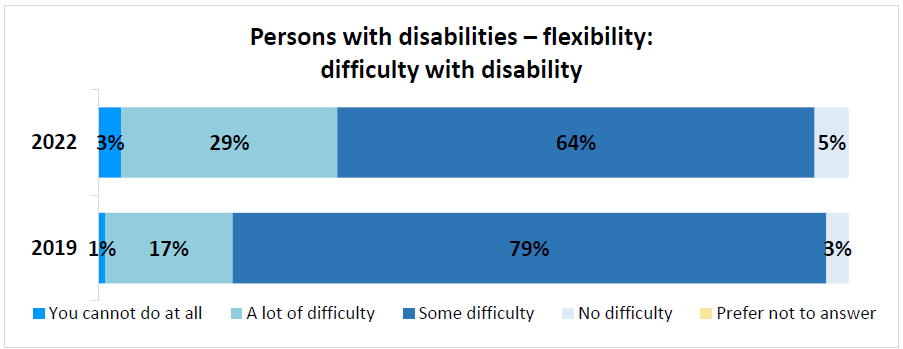 Persons with disabilities – flexibility:
difficulty with disability
2022 3% 29% 64% 5%
2019 1% 17% 79% 3%
You cannot do at all A lot of difficulty Some difficulty No difficulty Prefer not to answer